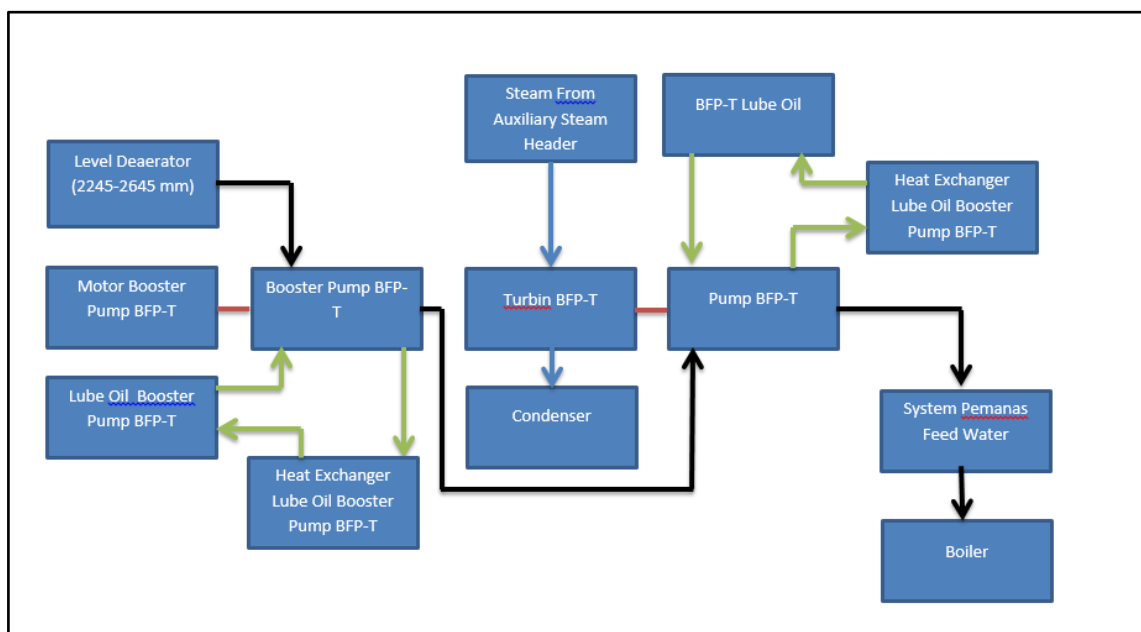 Steam From
Auxiliary Steam
Header
BFP-T Lube Oil
Level Deaerator
(2245-2645 mm)
Heat Exchanger
Lube Oil Booster
Pump BFP-T
Motor Booster
Pump BFP-T
Booster Pump BFP-
T
Turbin BFP-T
Pump BFP-T
Lube Oil Booster
Pump BFP-T
Condenser
System Pemanas
Feed Water
Heat Exchanger
Lube Oil Booster
Pump BFP-T
Boiler